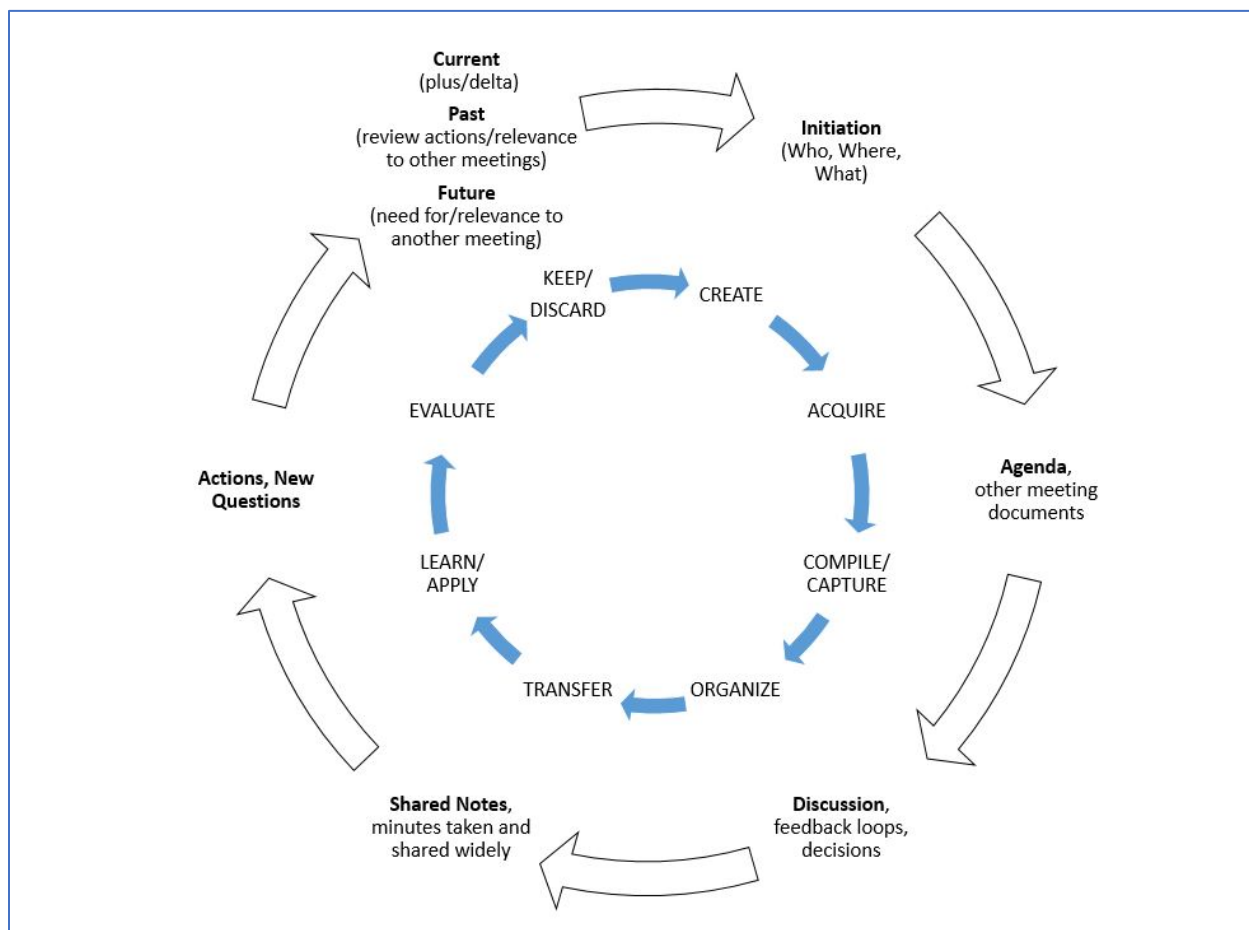 Current
(plus/delta)
Past
(review actions/relevance
to other meetings)
Future
(need for/relevance to
another meeting)
Initiation
(Who, Where,
What)
Agenda,
other meeting
documents
Discussion,
feedback loops,
decisions
Shared Notes,
minutes taken and
shared widely
Actions, New
Questions
KEEP/
DISCARD
CREATE
ACQUIRE
COMPILE/
CAPTURE
ORGANIZE
TRANSFER
LEARN/
APPLY
EVALUATE